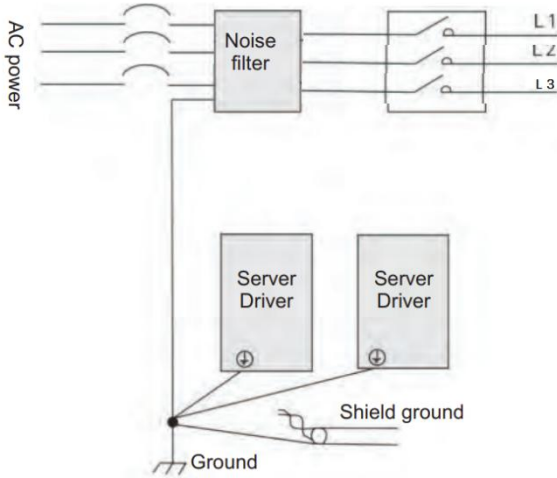 AC power
Noise
filter
L1
L2
L3
Server
Driver
Server
Driver
Shield ground
Ground